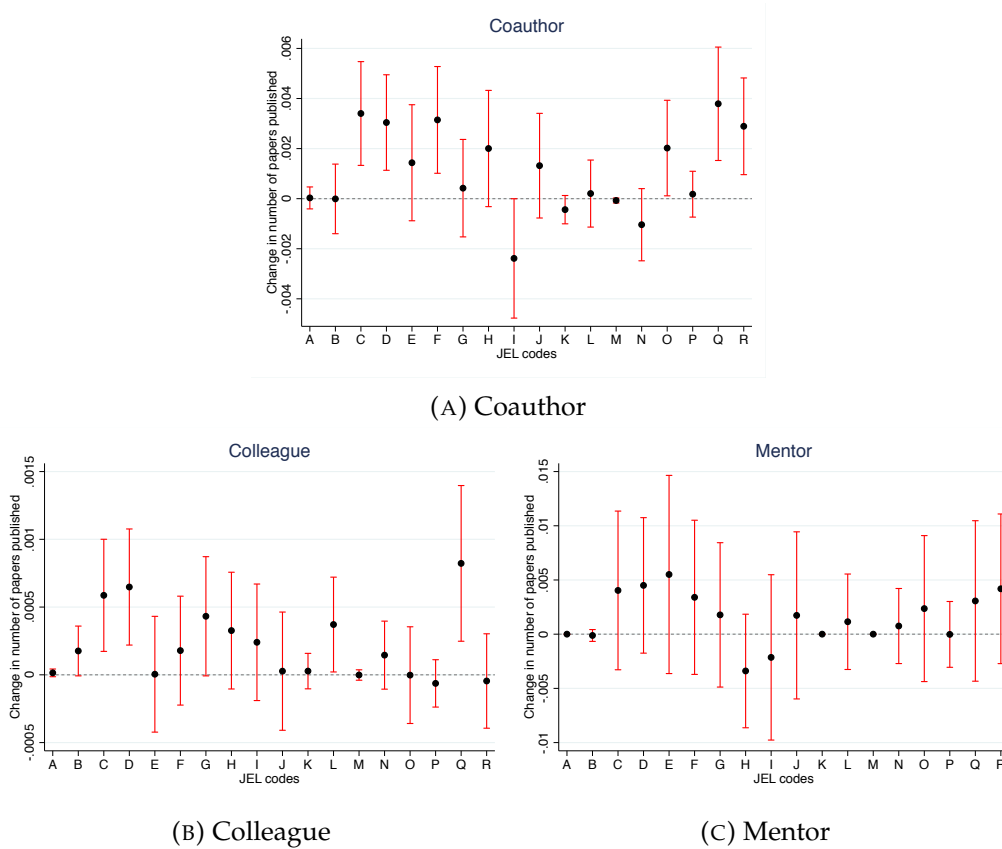 Coauthor
Change in number of papers published
.006
.004
.002
0
-.002
-.004
A B C D E F G H I J K L M N O P Q R
JEL codes
(A) Coauthor
Colleague
Change in number of papers published
.0015
.001
.0005
0
-.0005
A B C D E F G H I J K L M N O P Q R
JEL codes
(B) Colleague
Mentor
Change in number of papers published
.015
.01
.005
0
-.005
-.01
A B C D E F G H I J K L M N O P Q R
JEL codes
(C) Mentor